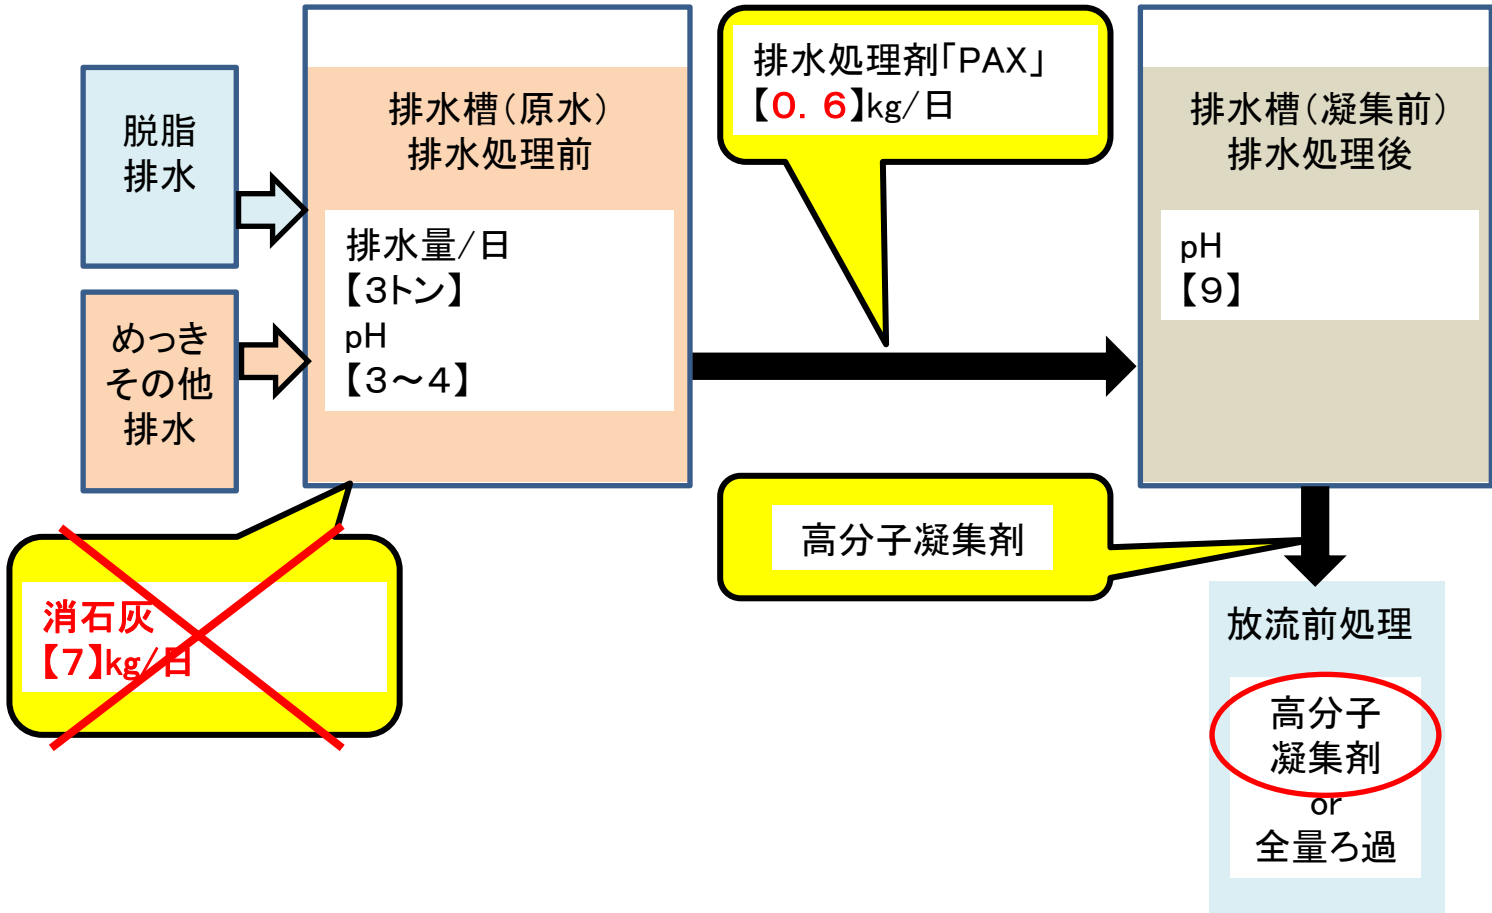 脱脂
排水
めっき
その他
排水
排水槽(原水)
排水処理前
排水量/日
【3トン】
pH
【3～4】
消石灰
【7】kg/日
排水処理剤「PAX」
【0.6】kg/日
排水槽(凝集前)
排水処理後
pH
【9】
高分子凝集剤
放流前処理
高分子
凝集剤
or
全量ろ過